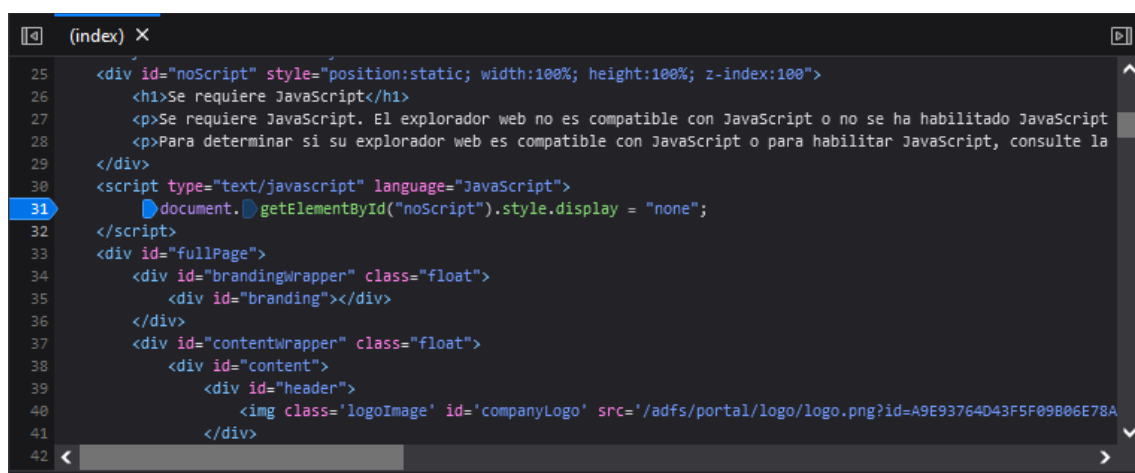 (index) ×
25 <div id="noScript" style="position:static; width:100%; height:100%; z-index:100">
26 <h1>Se requiere JavaScript</h1>
27 <p>Se requiere JavaScript. El explorador web no es compatible con JavaScript o no se ha habilitado JavaScript
28 <p>Para determinar si su explorador web es compatible con JavaScript o para habilitar JavaScript, consulte la
29 </div>
30 <script type="text/javascript" language="JavaScript">
31 document.getElementById("noScript").style.display = "none";
32 </script>
33 <div id="fullPage">
34 <div id="brandingWrapper" class="float">
35 <div id="branding"></div>
36 </div>
37 <div id="contentWrapper" class="float">
38 <div id="content">
39 <div id="header">
40 <img class='logoImage' id='companyLogo' src='/adfs/portal/logo/logo.png?id=A9E93764D43F5F09B06E78A
41 </div>
42